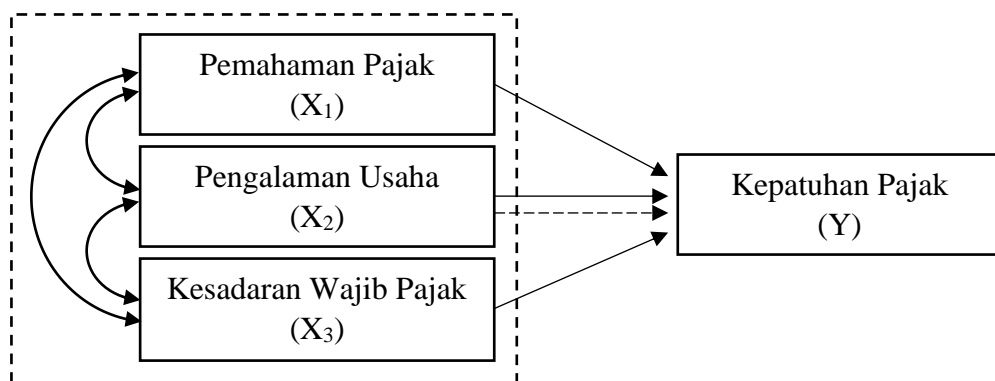 Pemahaman Pajak
(X₁)
Pengalaman Usaha
(X₂)
Kesadaran Wajib Pajak
(X₃)
Kepatuhan Pajak
(Y)